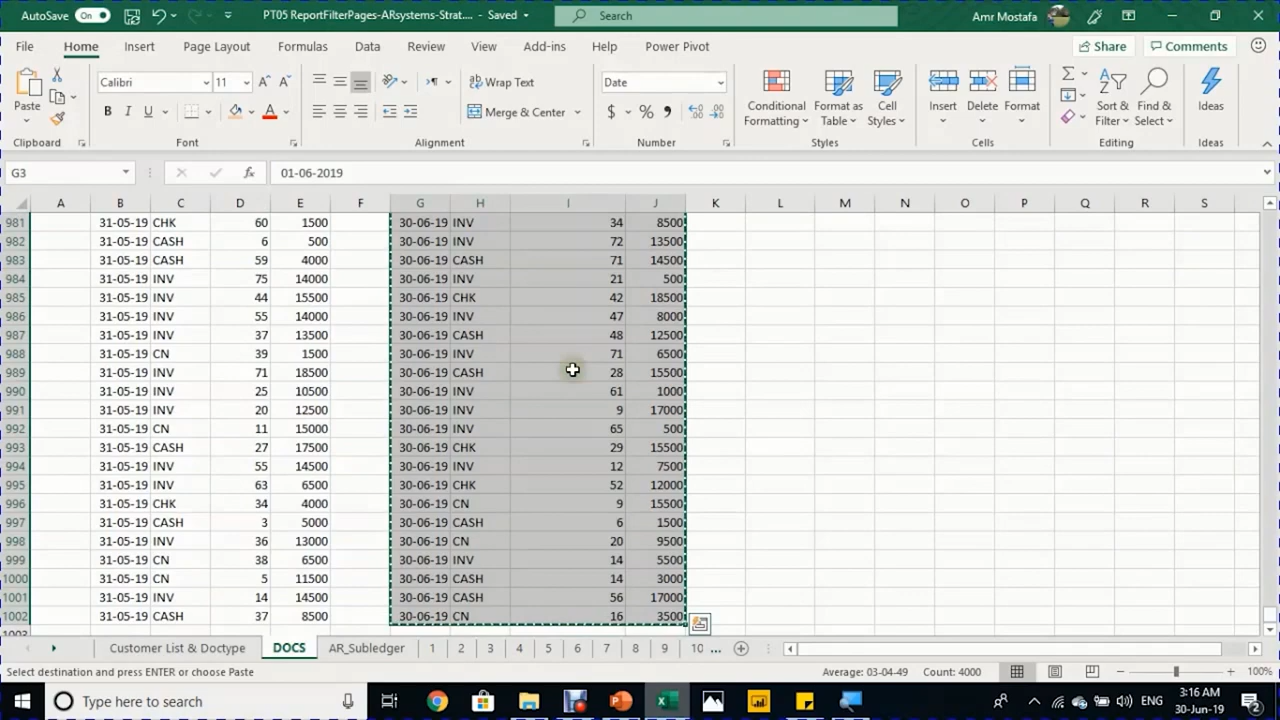 AutoSave On PT05 ReportFilterPages-ARsystems-Strat.... - Saved Search Amr Mostafa
File Home Insert Page Layout Formulas Data Review View Add-ins Help Power Pivot Share Comments
Calibri 11 Wrap Text Date
Paste B I U A Merge & Center $ % Conditional Formatting Format as Table Cell Styles Insert Delete Format Sort & Filter Find & Select Ideas
Clipboard Font Alignment Number Styles Cells Editing Ideas
G3 fx 01-06-2019
A B C D E F G H I J K L M N O P Q R S
981 31-05-19 CHK 60 1500 30-06-19 INV 34 8500
982 31-05-19 CASH 6 500 30-06-19 INV 72 13500
983 31-05-19 CASH 59 4000 30-06-19 CASH 71 14500
984 31-05-19 INV 75 14000 30-06-19 INV 21 500
985 31-05-19 INV 44 15500 30-06-19 CHK 42 18500
986 31-05-19 INV 55 14000 30-06-19 INV 47 8000
987 31-05-19 INV 37 13500 30-06-19 CASH 48 12500
988 31-05-19 CN 39 1500 30-06-19 INV 71 6500
989 31-05-19 INV 71 18500 30-06-19 CASH 28 15500
990 31-05-19 INV 25 10500 30-06-19 INV 61 1000
991 31-05-19 INV 20 12500 30-06-19 INV 9 17000
992 31-05-19 CN 11 15000 30-06-19 INV 65 500
993 31-05-19 CASH 27 17500 30-06-19 CHK 29 15500
994 31-05-19 INV 55 14500 30-06-19 INV 12 7500
995 31-05-19 INV 63 6500 30-06-19 CHK 52 12000
996 31-05-19 CHK 34 4000 30-06-19 CN 9 15500
997 31-05-19 CASH 3 5000 30-06-19 CASH 6 1500
998 31-05-19 INV 36 13000 30-06-19 CN 20 9500
999 31-05-19 CN 38 6500 30-06-19 INV 14 5500
1000 31-05-19 CN 5 11500 30-06-19 CASH 14 3000
1001 31-05-19 INV 14 14500 30-06-19 CASH 56 17000
1002 31-05-19 CASH 37 8500 30-06-19 CN 16 3500
1003
Customer List & Doctype DOCS AR_Subledger 1 2 3 4 5 6 7 8 9 10 ...
Select destination and press ENTER or choose Paste Average: 03-04-49 Count: 4000 100%
Type here to search ENG 3:16 AM
30-Jun-19 2